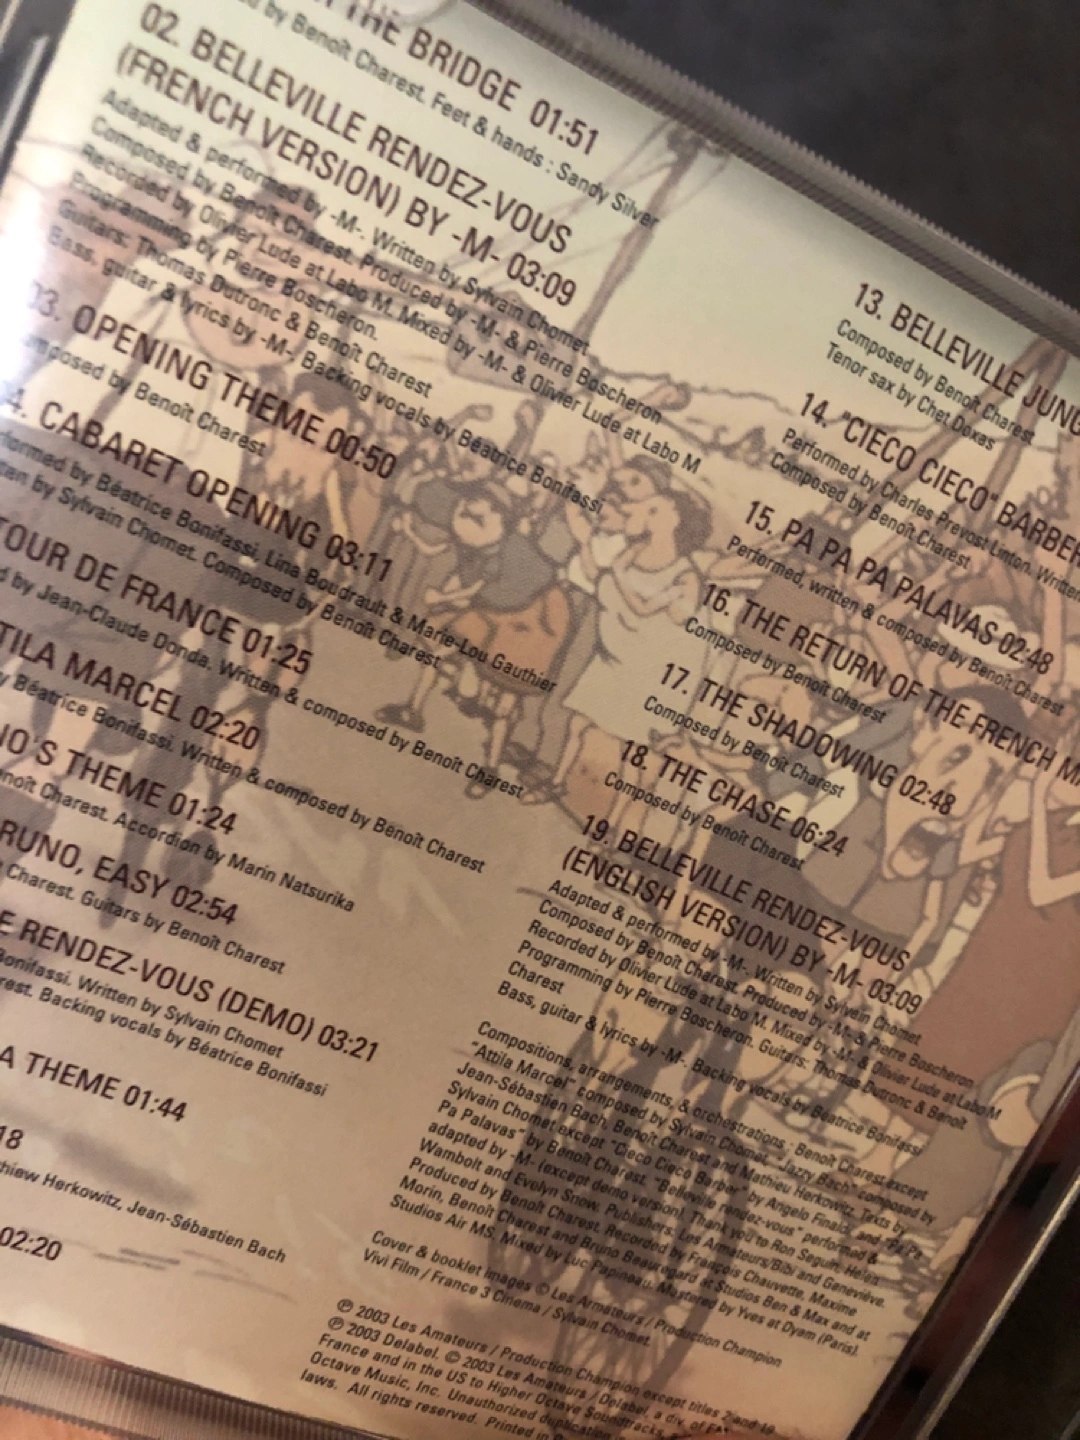 THE BRIDGE 01:51
by Benoît Charest. Feet & hands : Sandy Silver
02. BELLEVILLE RENDEZ-VOUS
(FRENCH VERSION) BY -M- 03:09
Adapted & performed by -M-. Written by Sylvain Chomet
Composed by Benoît Charest. Produced by -M- & Pierre Boscheron
Recorded by Olivier Lude at Labo M. Mixed by -M- & Olivier Lude at Labo M
Programming by Pierre Boscheron.
Guitars: Thomas Dutronc & Benoît Charest
Bass, guitar & lyrics by -M-. Backing vocals by Béatrice Bonifassi
03. OPENING THEME 00:50
Composed by Benoît Charest
4. CABARET OPENING 03:11
Performed by Béatrice Bonifassi, Lina Boudrault & Marie-Lou Gauthier
by Sylvain Chomet. Composed by Benoît Charest
TOUR DE FRANCE 01:25
by Jean-Claude Donda. Written & composed by Benoît Charest
TILA MARCEL 02:20
by Béatrice Bonifassi. Written & composed by Benoît Charest
NO'S THEME 01:24
Benoît Charest. Accordion by Marin Natsurika
RUNO, EASY 02:54
Charest. Guitars by Benoît Charest
E RENDEZ-VOUS (DEMO) 03:21
Bonifassi. Written by Sylvain Chomet
rest. Backing vocals by Béatrice Bonifassi
A THEME 01:44
18
thiew Herkowitz, Jean-Sébastien Bach
02:20
13. BELLEVILLE JUNG
Composed by Benoît Charest
Tenor sax by Chet Doxas
14. "CIECO CIECO" BARBER
Performed by Charles Prevost-Linton. Written
Composed by Benoît Charest
15. PA PA PA PALAVAS 02:48
Performed, written & composed by Benoît Charest
16. THE RETURN OF THE FRENCH MA
Composed by Benoît Charest
17. THE SHADOWING 02:48
Composed by Benoît Charest
18. THE CHASE 06:24
Composed by Benoît Charest
19. BELLEVILLE RENDEZ-VOUS
(ENGLISH VERSION) BY -M- 03:09
Adapted & performed by -M-. Written by Sylvain Chomet
Composed by Benoît Charest. Produced by -M- & Pierre Boscheron
Recorded by Olivier Lude at Labo M. Mixed by -M- & Olivier Lude at Labo M
Programming by Pierre Boscheron. Guitars: Thomas Dutronc & Benoît
Charest
Bass, guitar & lyrics by -M-. Backing vocals by Béatrice Bonifassi
Compositions, arrangements, & orchestrations : Benoît Charest except
"Attila Marcel" composed by Sylvain Chomet, "Jazzy Bach" composed by
Jean-Sébastien Bach, Benoît Charest and Mathieu Herkowitz. Texts by
Sylvain Chomet except "Cieco Cieco Barber" by Angelo Finaldi and "Pa Pa
Pa Palavas" by Benoît Charest. "Belleville rendez-vous" performed &
adapted by -M- (except demo version). Thank you to Ron Seguin, Helen
Wambolt and Evelyn Snow. Publishers: Les Armateurs/Bibi and Geneviève.
Produced by Benoît Charest. Recorded by François Chauvette, Maxime
Morin, Benoît Charest and Bruno Beauregard at Studios Ben & Max and at
Studios Air MS. Mixed by Luc Papineau. Mastered by Yves at Dyam (Paris).
Cover & booklet images © Les Armateurs / Production Champion
Vivi Film / France 3 Cinema / Sylvain Chomet.
℗ 2003 Les Amateurs / Production Champion except titles 2 and 19
℗ 2003 Delabel. © 2003 Les Amateurs / Delabel, a div. of
France and in the US to Higher Octave Soundtracks,
Octave Music, Inc. Unauthorized duplication
laws. All rights reserved. Printed in